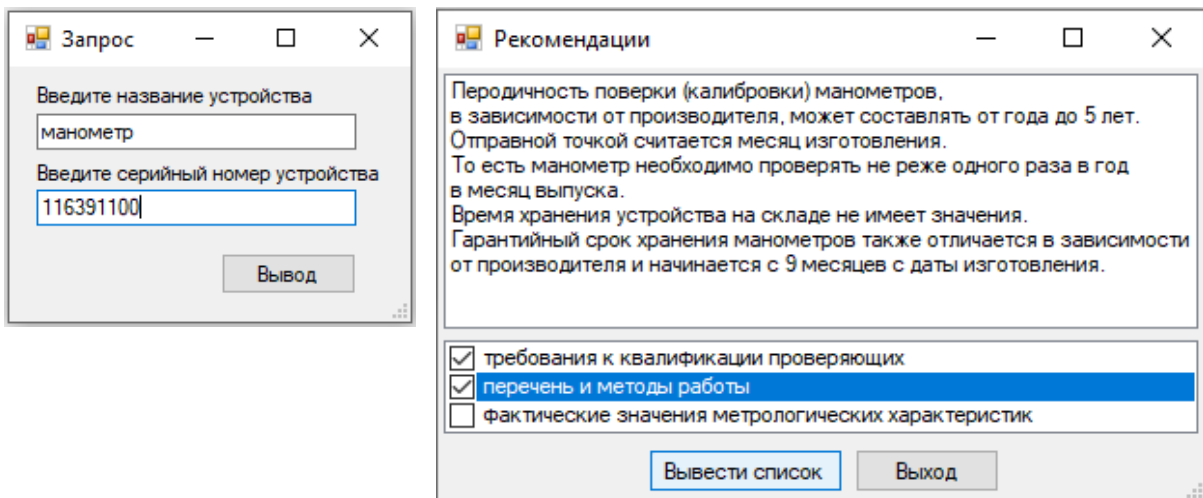 Запрос
Введите название устройства
манометр
Введите серийный номер устройства
116391100
Вывод
Рекомендации
Перодичность поверки (калибровки) манометров,
в зависимости от производителя, может составлять от года до 5 лет.
Отправной точкой считается месяц изготовления.
То есть манометр необходимо проверять не реже одного раза в год
в месяц выпуска.
Время хранения устройства на складе не имеет значения.
Гарантийный срок хранения манометров также отличается в зависимости
от производителя и начинается с 9 месяцев с даты изготовления.
требования к квалификации проверяющих
перечень и методы работы
фактические значения метрологических характеристик
Вывести список
Выход